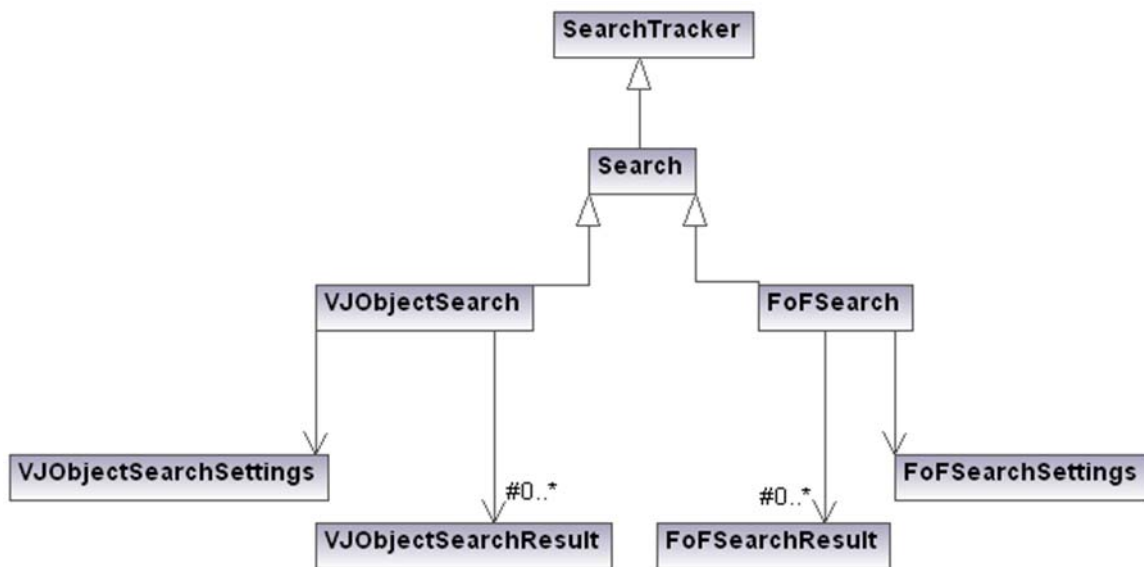 SearchTracker
Search
VJObjectSearch
FoFSearch
VJObjectSearchSettings
FoFSearchSettings
#0..*
#0..*
VJObjectSearchResult
FoFSearchResult